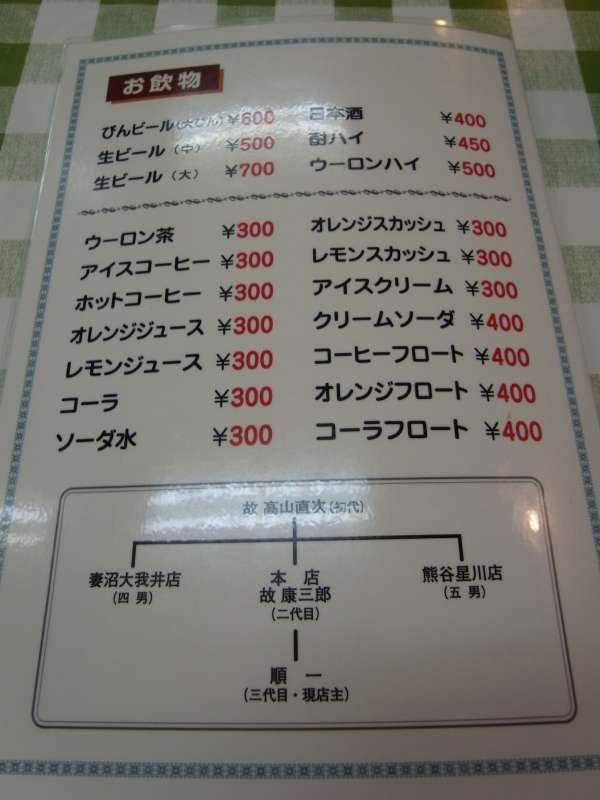 お飲物
びんビール(大びん) ¥600
生ビール(中) ¥500
生ビール(大) ¥700
日本酒 ¥400
酎ハイ ¥450
ウーロンハイ ¥500
ウーロン茶 ¥300
アイスコーヒー ¥300
ホットコーヒー ¥300
オレンジジュース ¥300
レモンジュース ¥300
コーラ ¥300
ソーダ水 ¥300
オレンジスカッシュ ¥300
レモンスカッシュ ¥300
アイスクリーム ¥300
クリームソーダ ¥400
コーヒーフロート ¥400
オレンジフロート ¥400
コーラフロート ¥400
故 高山直次(初代)
妻沼大我井店
(四 男)
本 店
故 康三郎
(二代目)
熊谷星川店
(五 男)
順 一
(三代目・現店主)